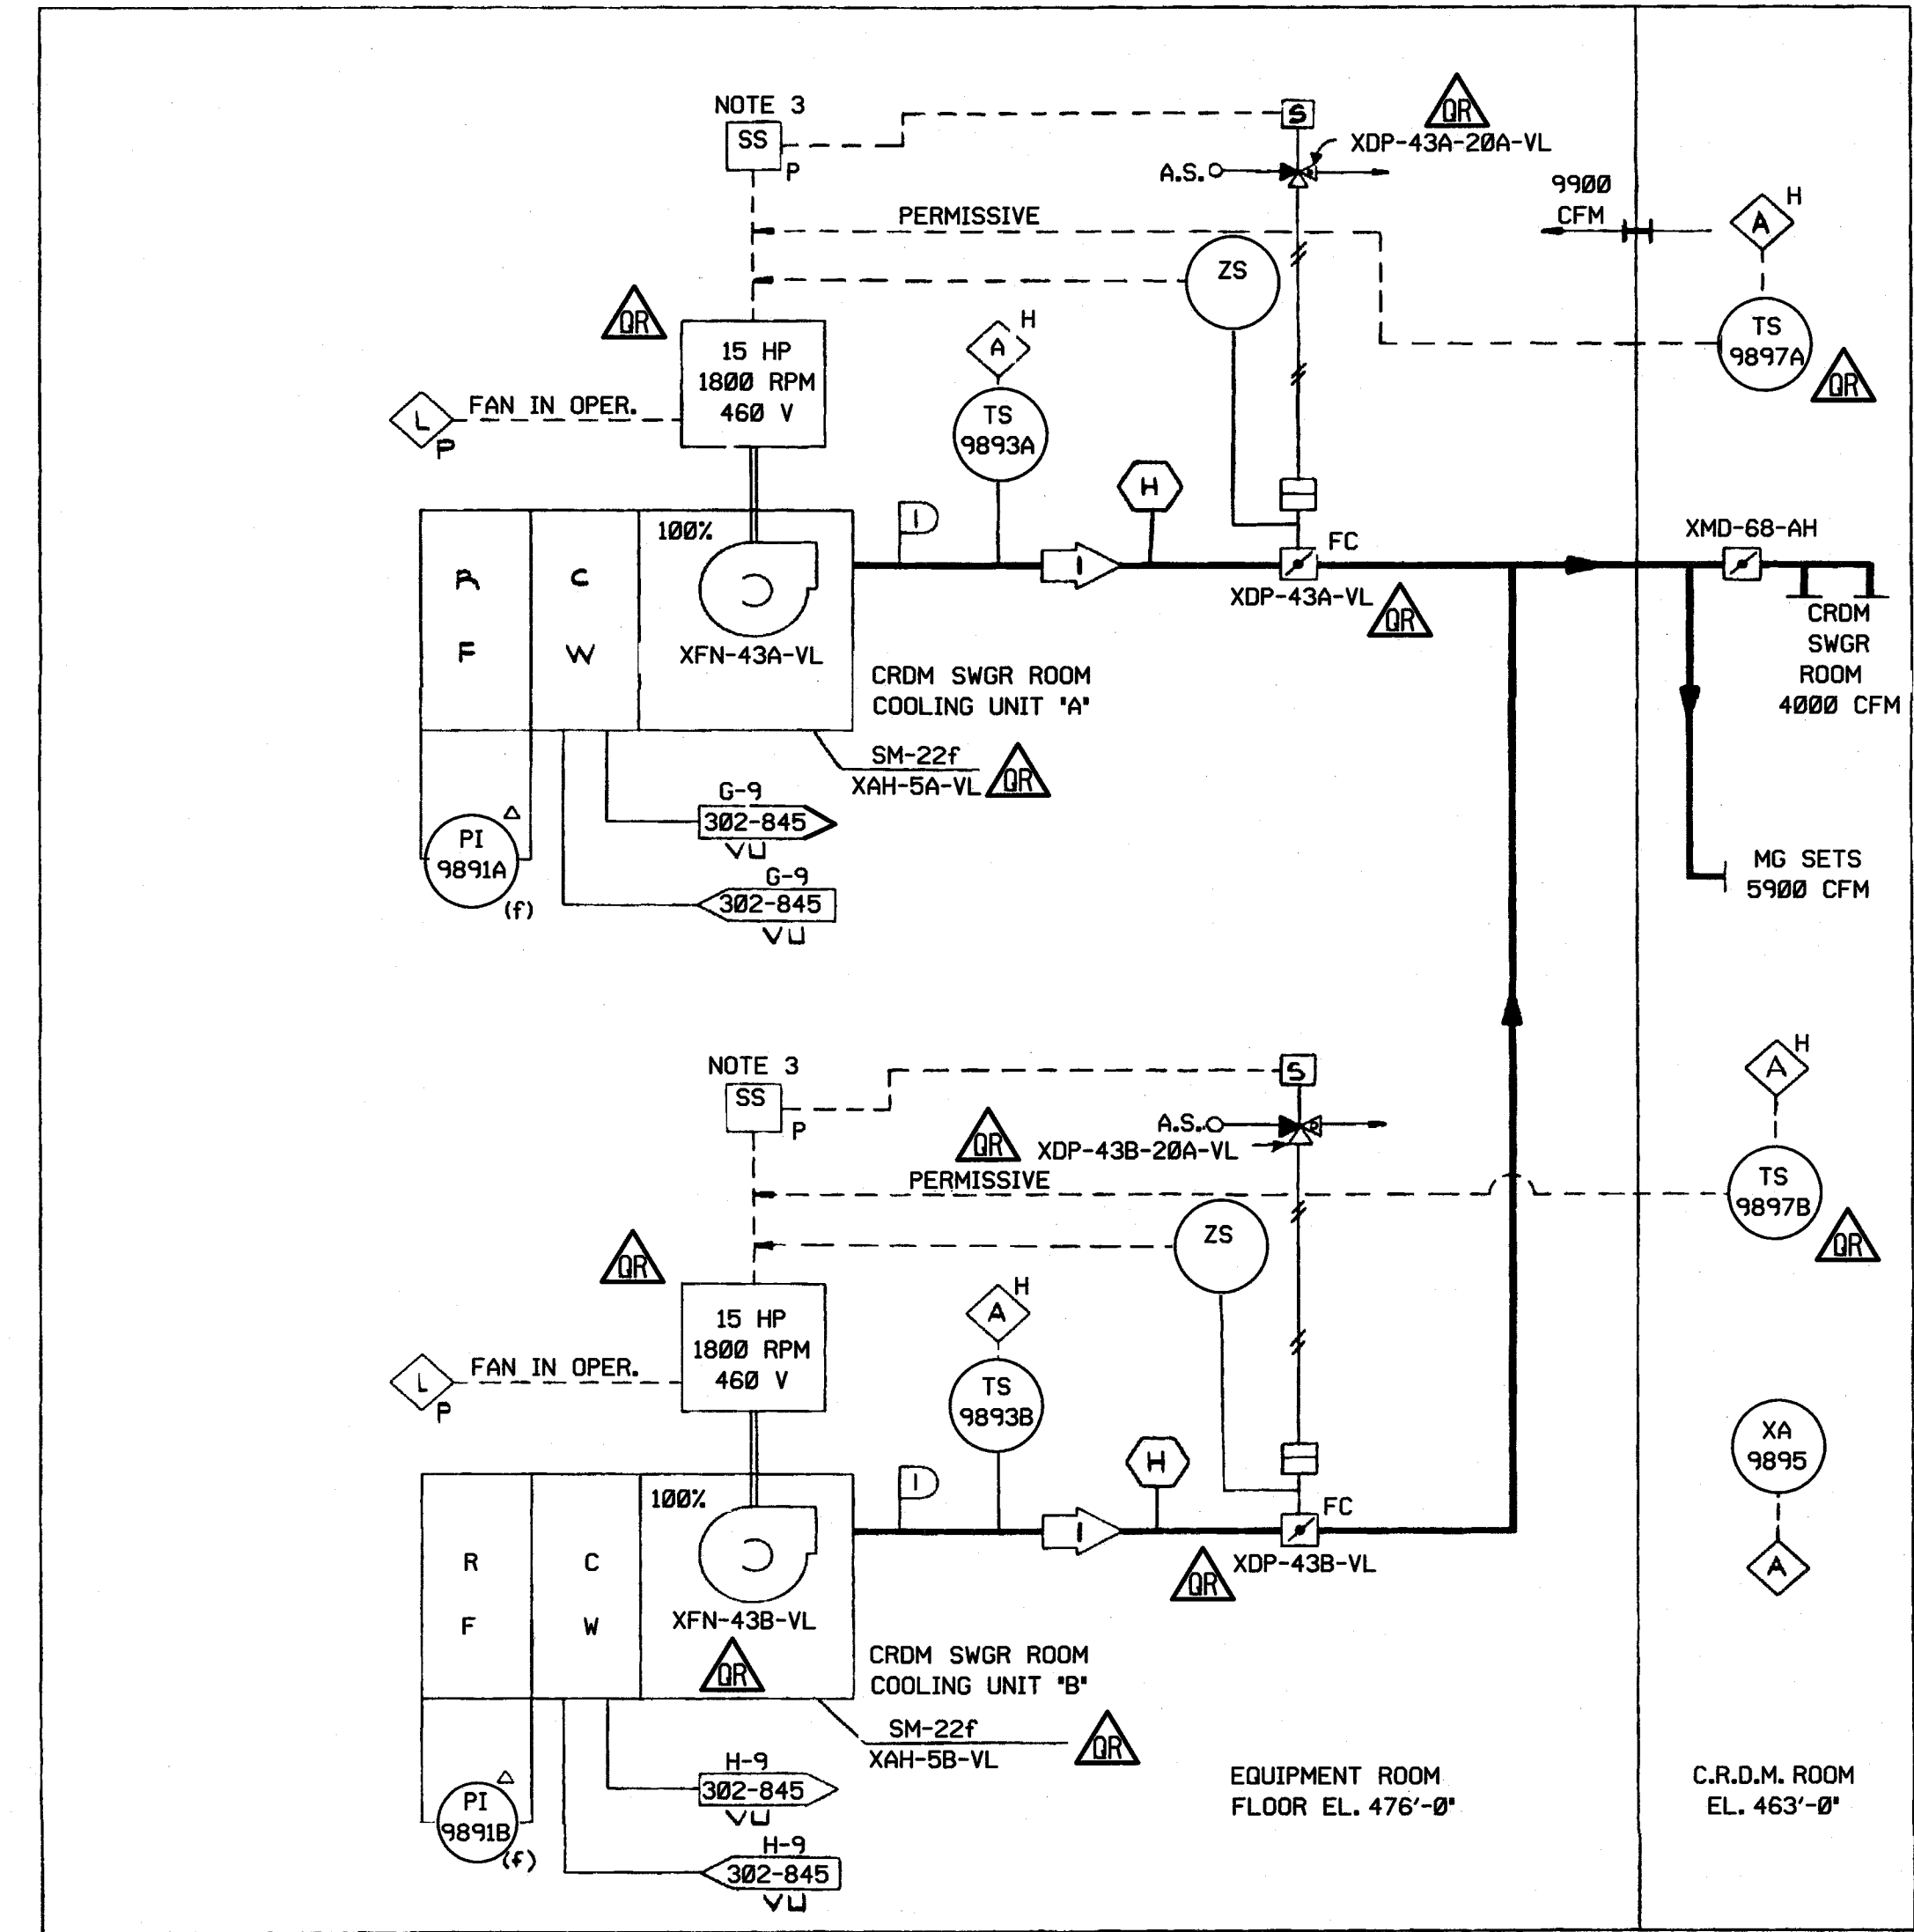 NOTE 3
SS
P
S
QR
XDP-43A-20A-VL
A.S.
9900
CFM
H
A
PERMISSIVE
ZS
TS
9897A
QR
QR
15 HP
1800 RPM
460 V
H
A
TS
9893A
L
P
FAN IN OPER.
H
100%
R
F
C
W
XFN-43A-VL
I
I
FC
XDP-43A-VL
QR
XMD-68-AH
CRDM
SWGR
ROOM
4000 CFM
CRDM SWGR ROOM
COOLING UNIT "A"
SM-22f
XAH-5A-VL
QR
G-9
302-845
VU
G-9
302-845
VU
PI
9891A
(f)
MG SETS
5900 CFM
NOTE 3
SS
P
S
A.S.
QR
XDP-43B-20A-VL
PERMISSIVE
H
A
TS
9897B
QR
ZS
QR
15 HP
1800 RPM
460 V
H
A
TS
9893B
L
P
FAN IN OPER.
H
XA
9895
A
100%
R
F
C
W
XFN-43B-VL
QR
I
I
FC
XDP-43B-VL
QR
CRDM SWGR ROOM
COOLING UNIT "B"
SM-22f
XAH-5B-VL
QR
H-9
302-845
VU
H-9
302-845
VU
PI
9891B
(f)
EQUIPMENT ROOM
FLOOR EL. 476'-0"
C.R.D.M. ROOM
EL. 463'-0"